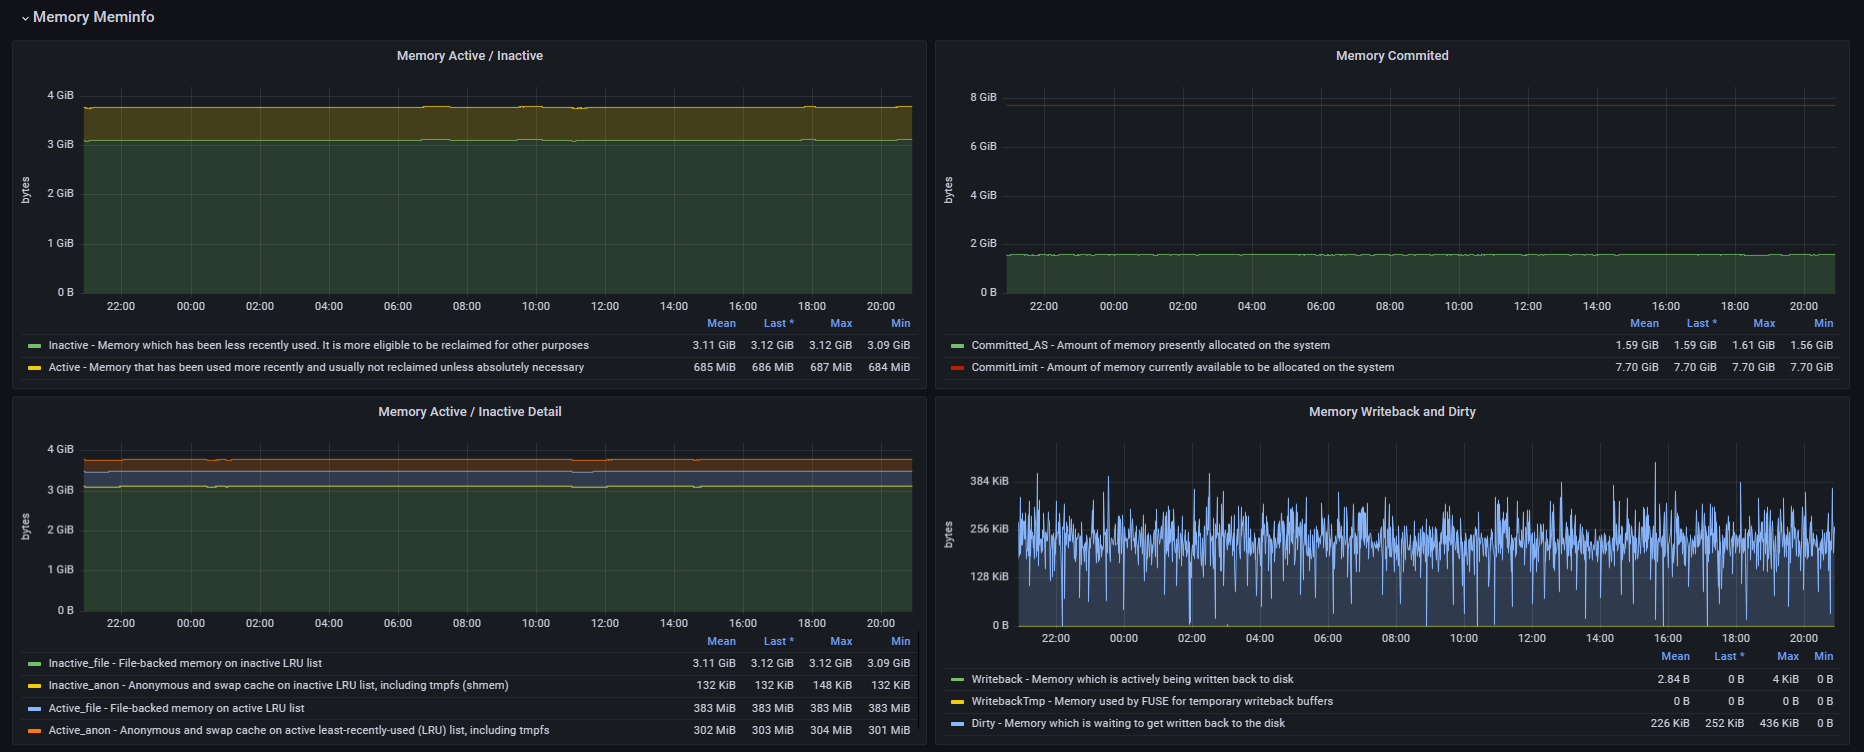 Memory Meminfo
Memory Active / Inactive
bytes
4 GiB
3 GiB
2 GiB
1 GiB
0 B
22:00 00:00 02:00 04:00 06:00 08:00 10:00 12:00 14:00 16:00 18:00 20:00
Mean Last * Max Min
Inactive - Memory which has been less recently used. It is more eligible to be reclaimed for other purposes 3.11 GiB 3.12 GiB 3.12 GiB 3.09 GiB
Active - Memory that has been used more recently and usually not reclaimed unless absolutely necessary 685 MiB 686 MiB 687 MiB 684 MiB
Memory Commited
bytes
8 GiB
6 GiB
4 GiB
2 GiB
0 B
22:00 00:00 02:00 04:00 06:00 08:00 10:00 12:00 14:00 16:00 18:00 20:00
Mean Last * Max Min
Committed_AS - Amount of memory presently allocated on the system 1.59 GiB 1.59 GiB 1.61 GiB 1.56 GiB
CommitLimit - Amount of memory currently available to be allocated on the system 7.70 GiB 7.70 GiB 7.70 GiB 7.70 GiB
Memory Active / Inactive Detail
bytes
4 GiB
3 GiB
2 GiB
1 GiB
0 B
22:00 00:00 02:00 04:00 06:00 08:00 10:00 12:00 14:00 16:00 18:00 20:00
Mean Last * Max Min
Inactive_file - File-backed memory on inactive LRU list 3.11 GiB 3.12 GiB 3.12 GiB 3.09 GiB
Inactive_anon - Anonymous and swap cache on inactive LRU list, including tmpfs (shmem) 132 KiB 132 KiB 148 KiB 132 KiB
Active_file - File-backed memory on active LRU list 383 MiB 383 MiB 383 MiB 383 MiB
Active_anon - Anonymous and swap cache on active least-recently-used (LRU) list, including tmpfs 302 MiB 303 MiB 304 MiB 301 MiB
Memory Writeback and Dirty
bytes
384 KiB
256 KiB
128 KiB
0 B
22:00 00:00 02:00 04:00 06:00 08:00 10:00 12:00 14:00 16:00 18:00 20:00
Mean Last * Max Min
Writeback - Memory which is actively being written back to disk 2.84 B 0 B 4 KiB 0 B
WritebackTmp - Memory used by FUSE for temporary writeback buffers 0 B 0 B 0 B 0 B
Dirty - Memory which is waiting to get written back to the disk 226 KiB 252 KiB 436 KiB 0 B